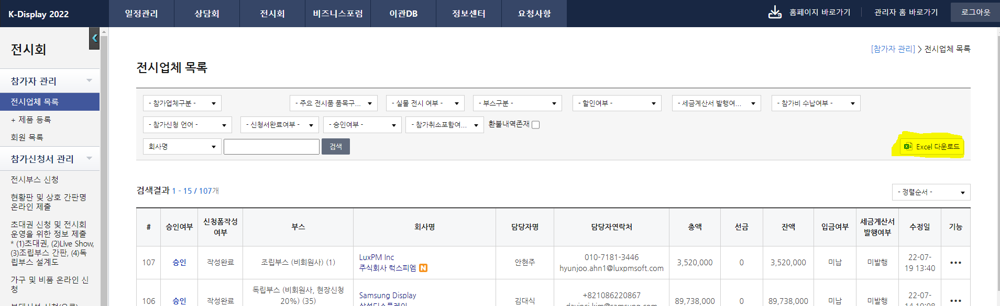 K-Display 2022
일정관리
상담회
전시회
비즈니스포럼
이관DB
정보센터
요청사항
홈페이지 바로가기
관리자 홈 바로가기
로그아웃
전시회
참가자 관리
전시업체 목록
+ 제품 등록
회원 목록
참가신청서 관리
전시부스 신청
현황판 및 상호 간판명
온라인 제출
초대권 신청 및 전시회
운영을 위한 정보 제출
* (1)초대권, (2)Live Show,
(3)조립부스 간판, (4)독
립부스 설계도
가구 및 비품 온라인 신
청
[참가자 관리] > 전시업체 목록
전시업체 목록
- 참가업체구분 -
- 주요 전시품 품목구...
- 실물 전시 여부 -
- 부스구분 -
- 할인여부 -
- 세금계산서 발행여...
- 참가비 수납여부 -
- 참가신청 언어 -
- 신청서완료여부 -
- 승인여부 -
- 참가취소포함여...
환불내역존재
회사명
검색
Excel 다운로드
검색결과 1 - 15 / 107개
- 정렬순서 -
#
승인여부
신청폼작성
여부
부스
회사명
담당자명
담당자연락처
총액
선금
잔액
입금여부
세금계산서
발행여부
수정일
기능
107
승인
작성완료
조립부스 (비회원사) (1)
LuxPM Inc
주식회사 럭스피엠 N
안현주
010-7181-3446
hyunjoo.ahn1@luxpmsoft.com
3,520,000
0
3,520,000
미납
미발행
22-07-
19 13:40
106
승인
작성완료
독립부스 (비회원사, 현장신청
20%) (35)
Samsung Display
삼성디스플레이
김대식
+821086220867
davinci.kim@samsung.com
89,738,000
0
89,738,000
미납
미발행
22-07-